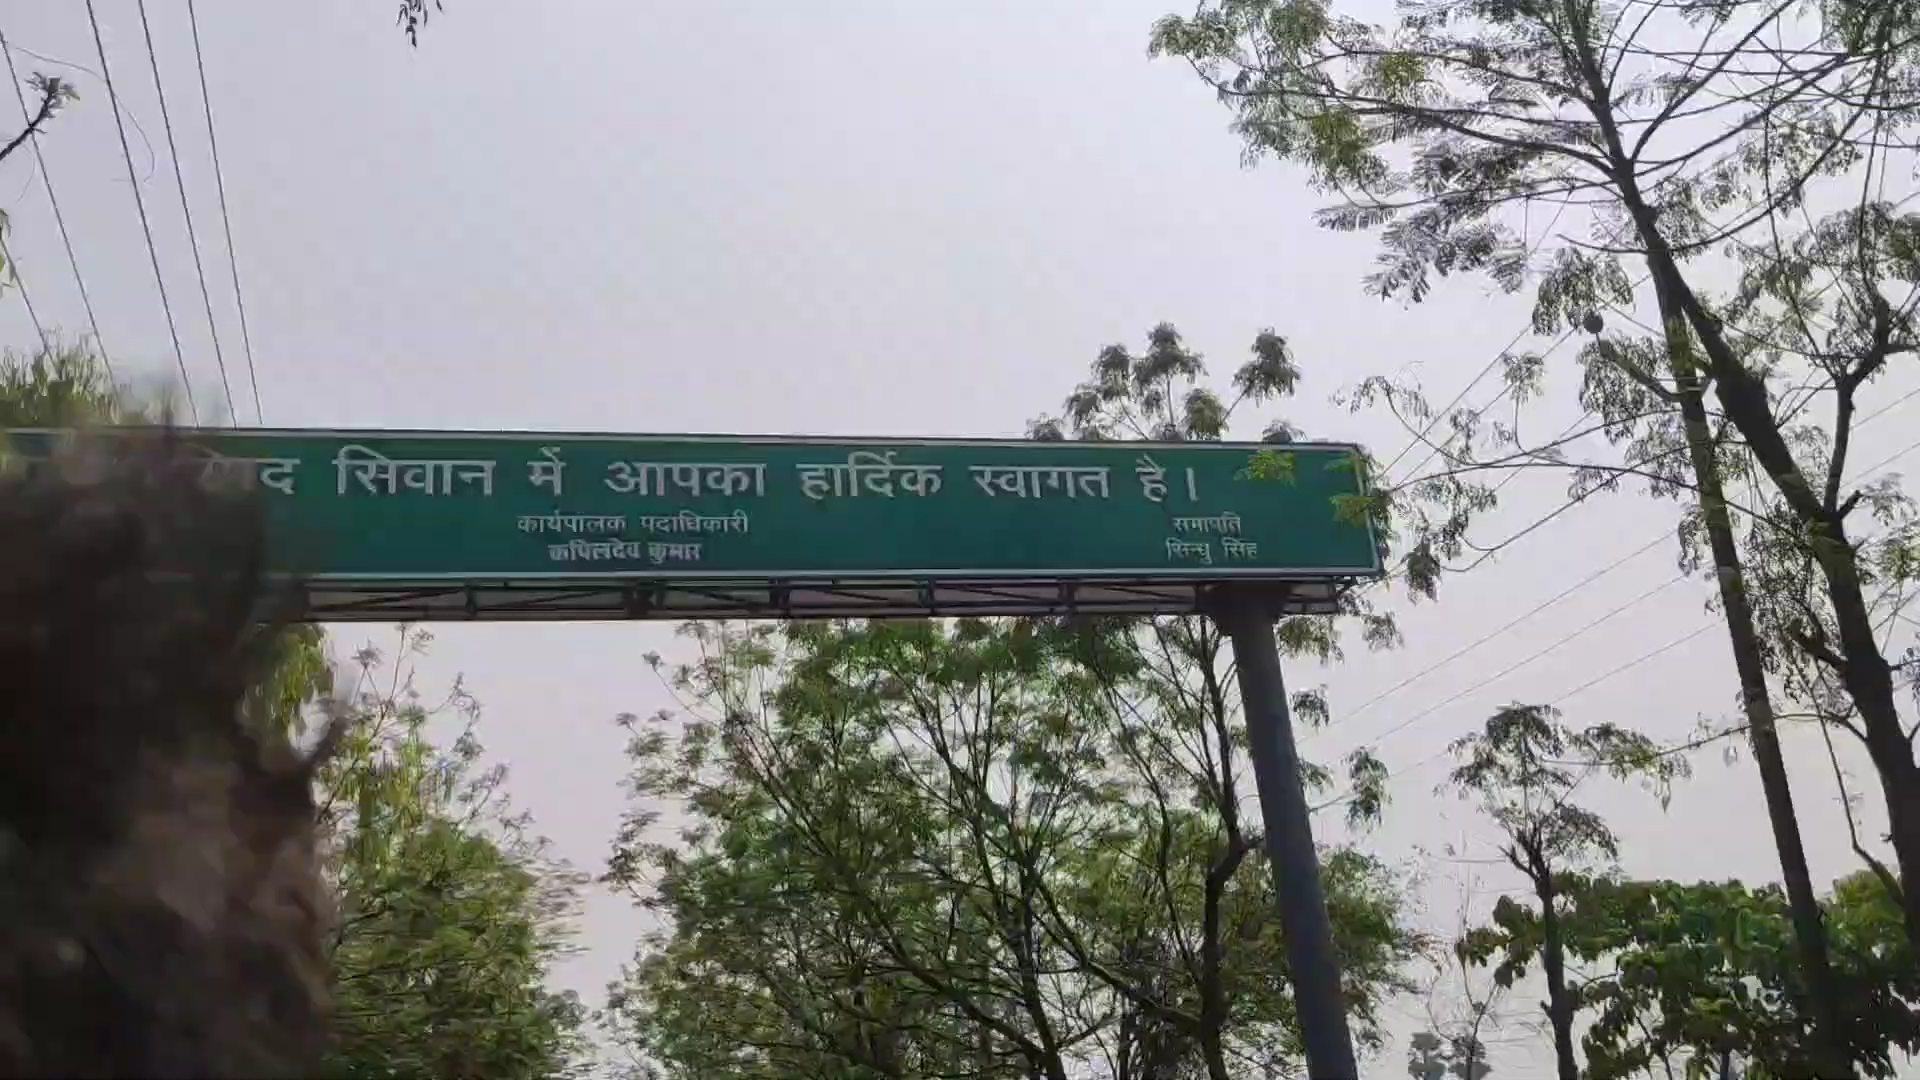 सिवान में आपका हार्दिक स्वागत है।
कार्यपालक पदाधिकारी
कपिलदेव कुमार
सभापति
सिन्धु सिंह